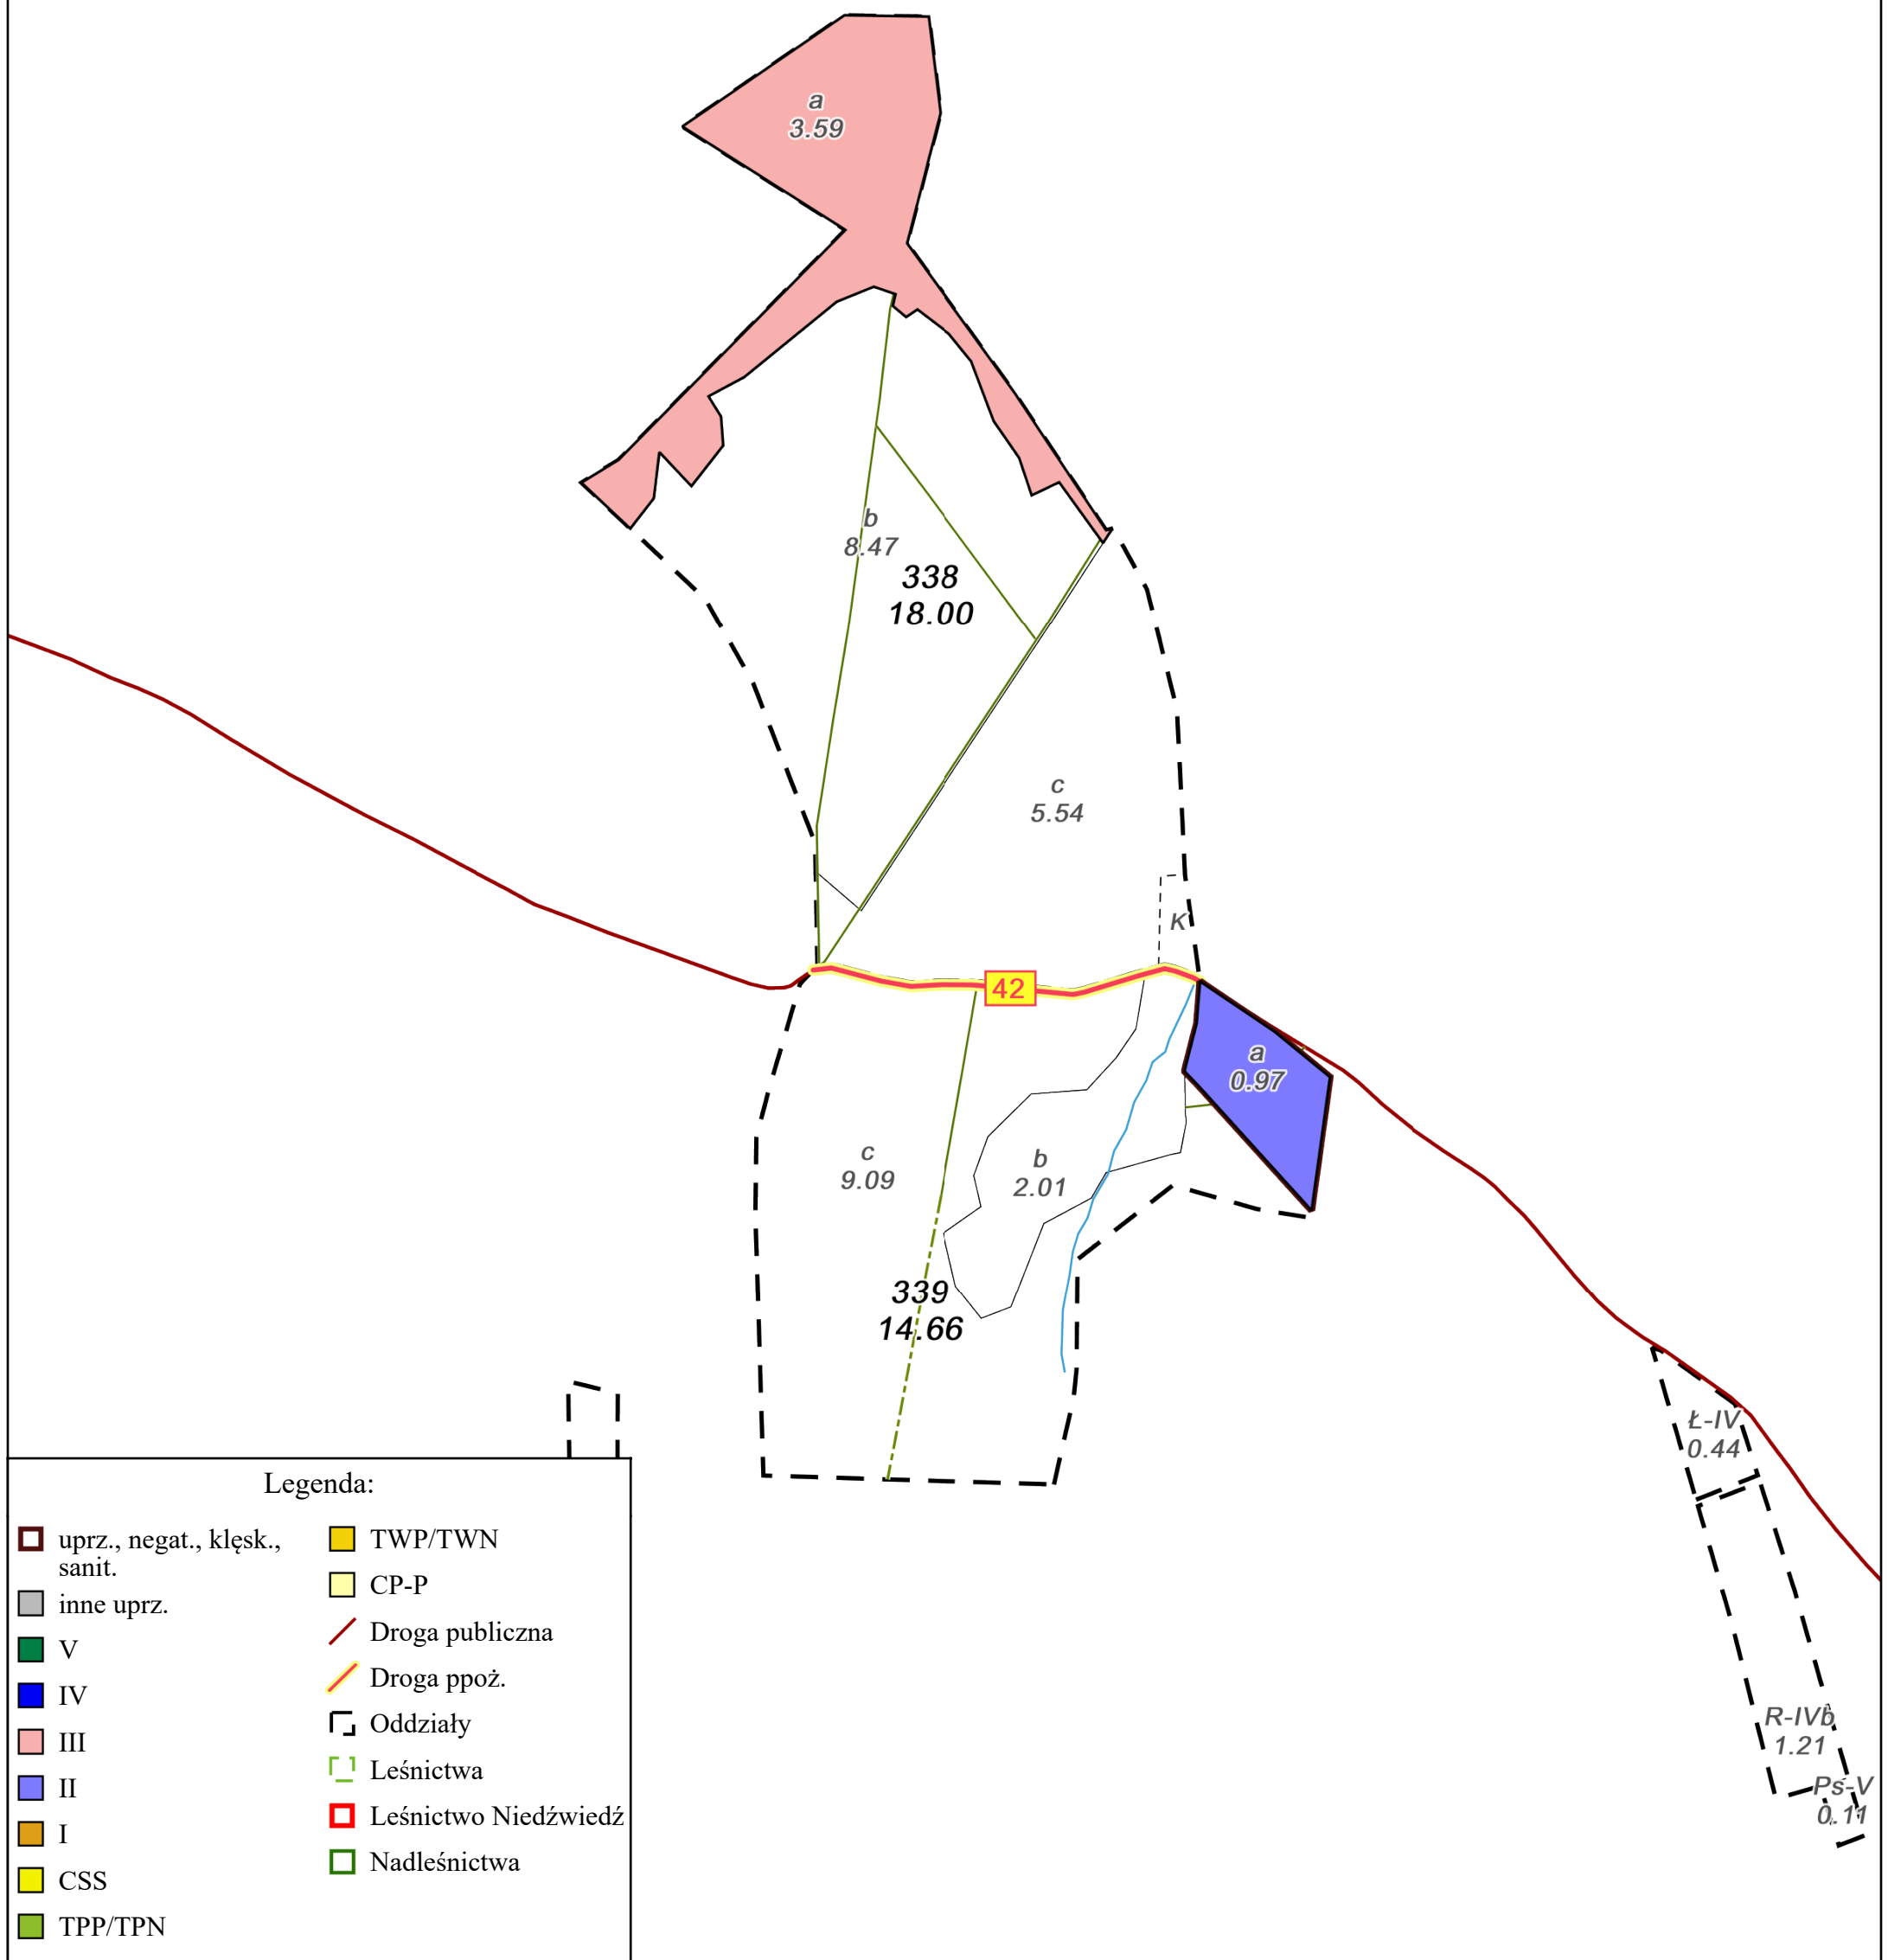 a
3.59
b
8.47
338
18.00
c
5.54
K
42
a
0.97
c
9.09
b
2.01
339
14.66
Ł-IV
0.44
R-IVb
1.21
Ps-V
0.11
Legenda:
uprz., negat., klęsk.,
sanit.
inne uprz.
V
IV
III
II
I
CSS
TPP/TPN
TWP/TWN
CP-P
Droga publiczna
Droga ppoż.
Oddziały
Leśnictwa
Leśnictwo Niedźwiedź
Nadleśnictwa